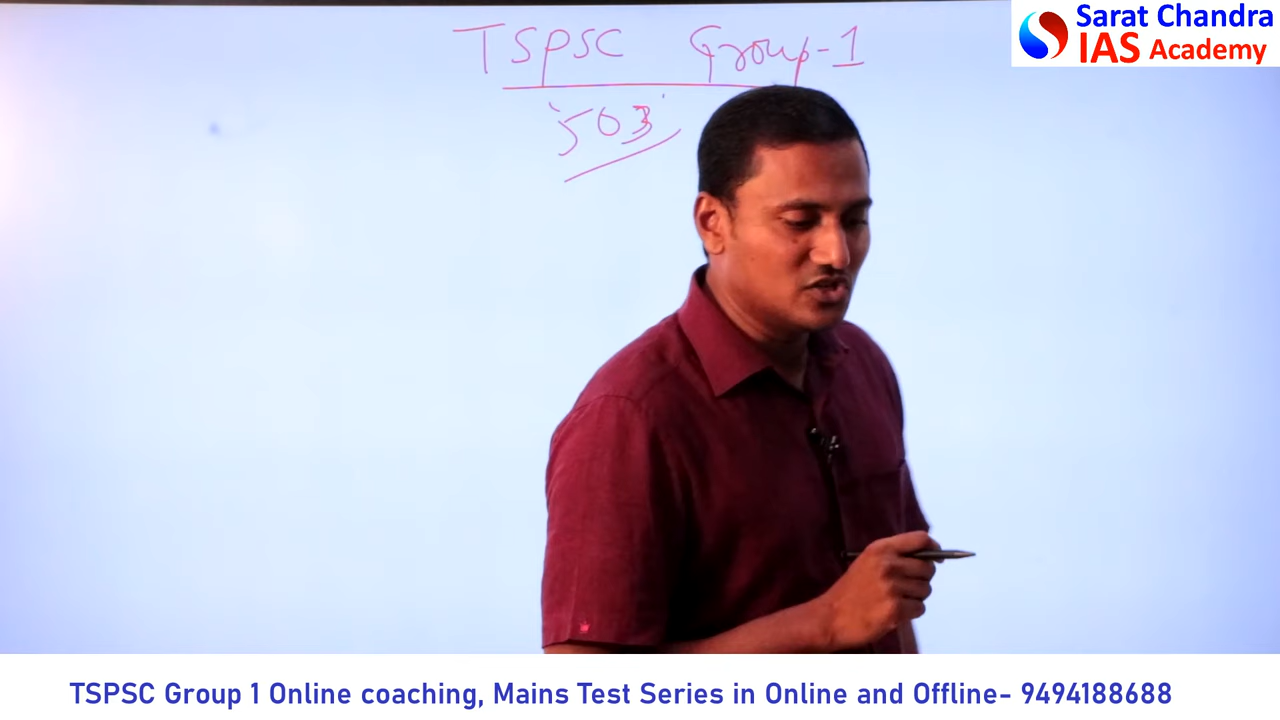 TSPSC Group-1
'503'
Sarat Chandra
IAS Academy
TSPSC Group 1 Online coaching, Mains Test Series in Online and Offline- 9494188688